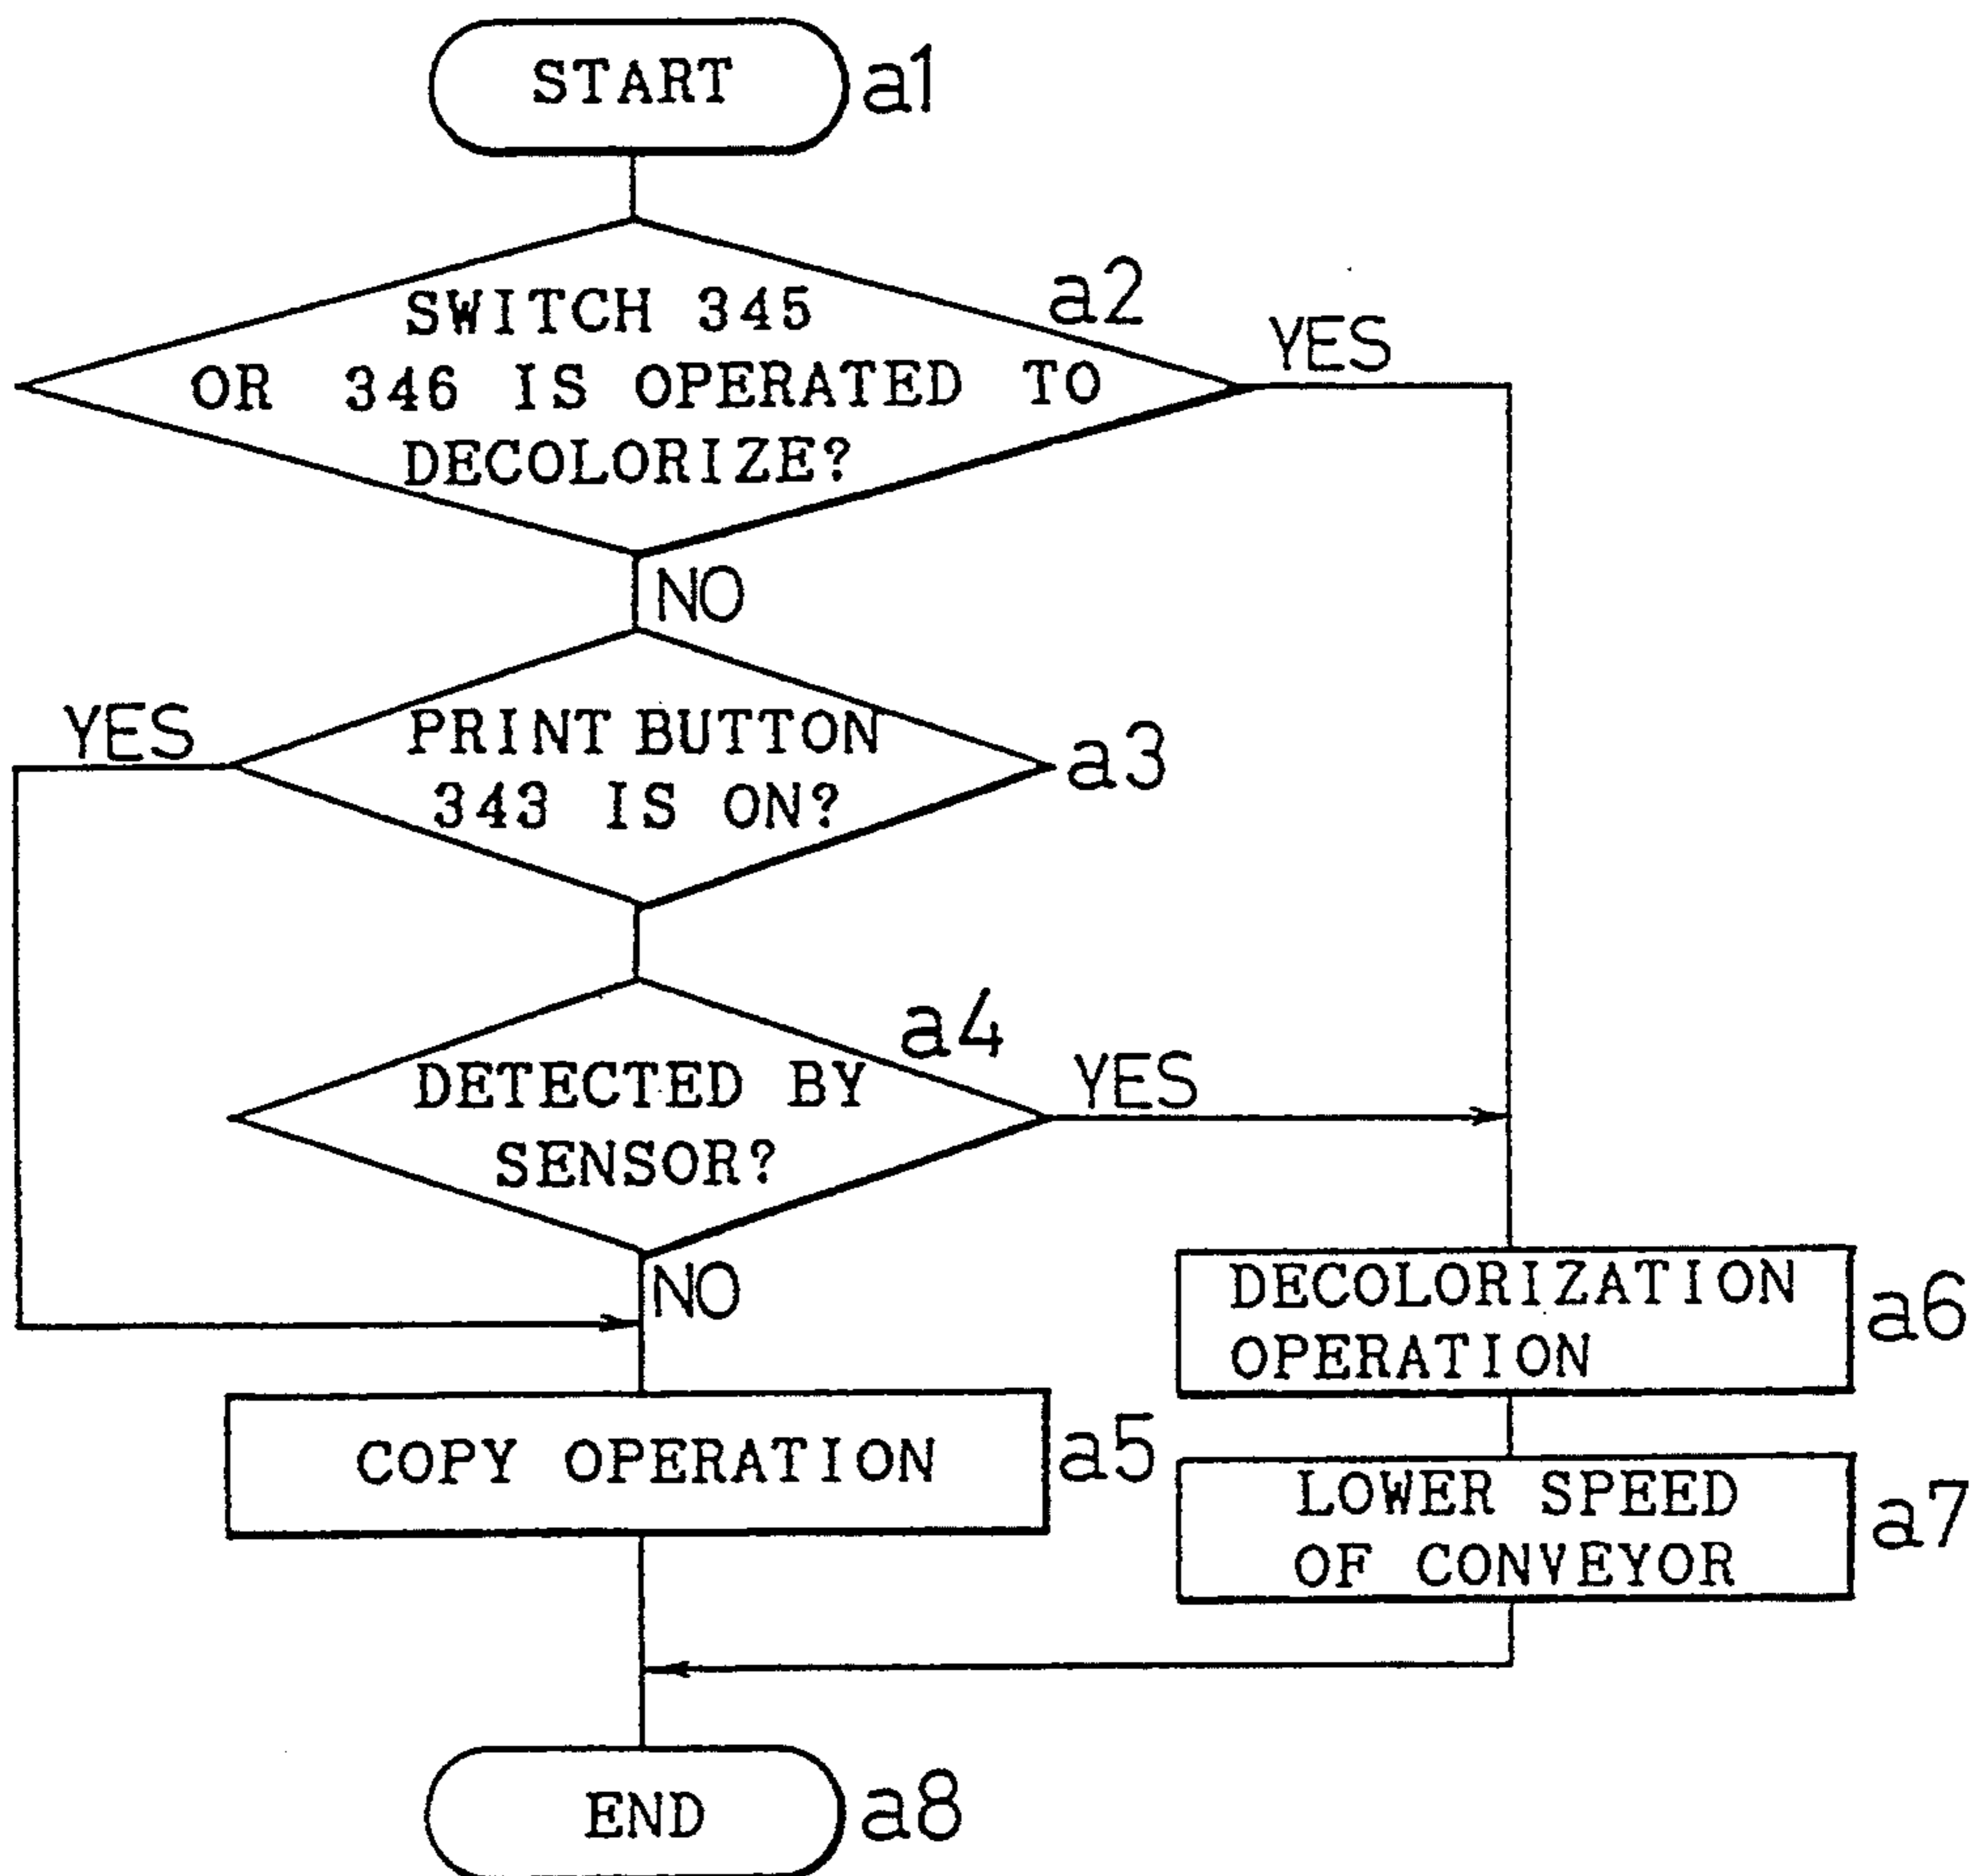 START
a1
a2
SWITCH 345
OR 346 IS OPERATED TO
DECOLORIZE?
YES
NO
YES
PRINT BUTTON
343 IS ON?
a3
a4
DETECTED BY
SENSOR?
YES
NO
DECOLORIZATION
OPERATION
a6
COPY OPERATION
a5
LOWER SPEED
OF CONVEYOR
a7
END
a8